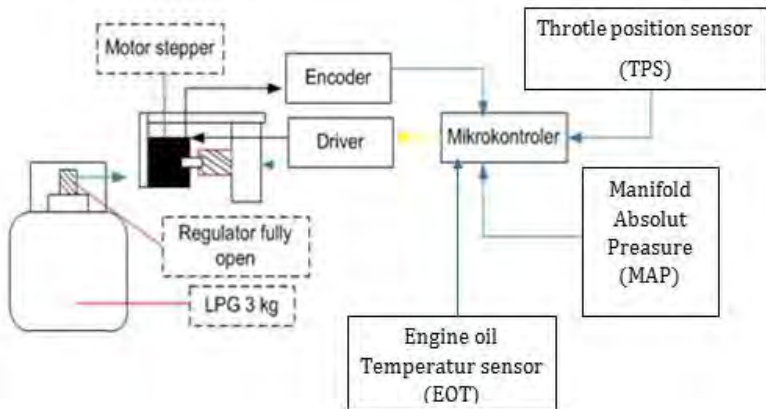 Motor stepper
Encoder
Throtle position sensor
(TPS)
Driver
Mikrokontroler
Manifold
Absolut
Preasure
(MAP)
Regulator fully
open
LPG 3 kg
Engine oil
Temperatur sensor
(EOT)